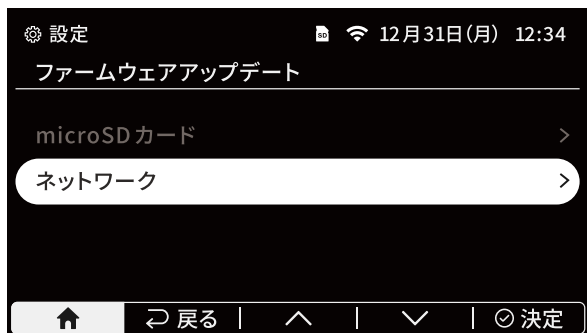 設定 SD 12月31日(月) 12:34
ファームウェアアップデート
microSDカード
ネットワーク
戻る 決定